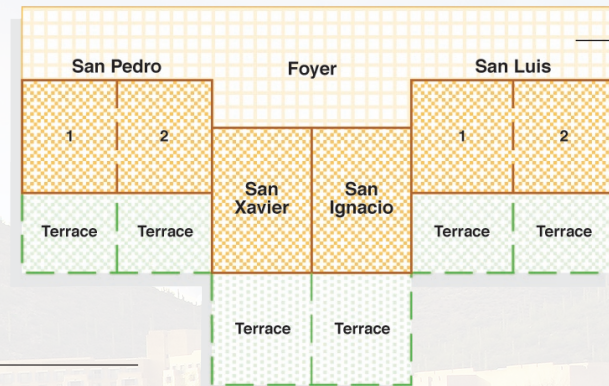 San Pedro
Foyer
San Luis
1
2
San
Xavier
San
Ignacio
1
2
Terrace
Terrace
Terrace
Terrace
Terrace
Terrace